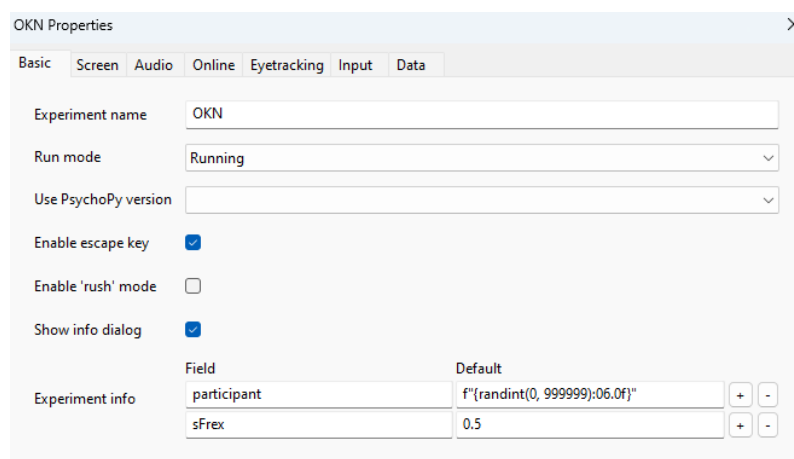 OKN Properties
Basic Screen Audio Online Eyetracking Input Data
Experiment name OKN
Run mode Running
Use PsychoPy version
Enable escape key
Enable 'rush' mode
Show info dialog
Field Default
Experiment info participant f"{randint(0, 999999):06.0f}" + -
sFrex 0.5 + -